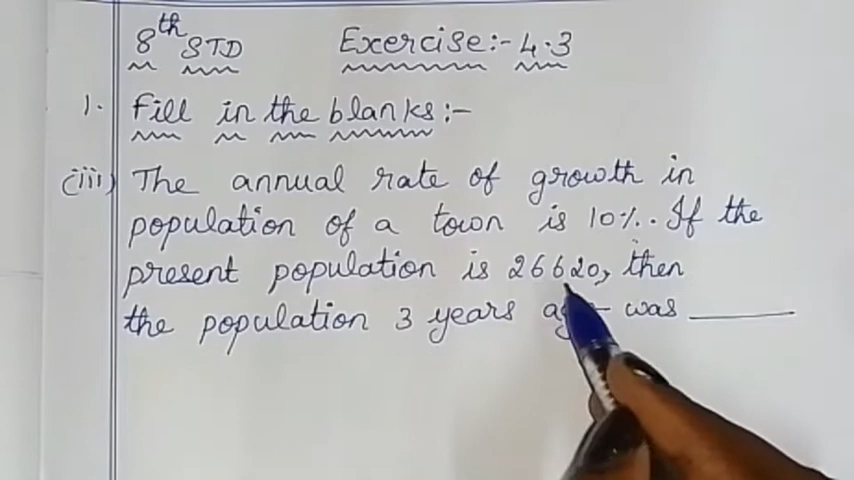 8th STD Exercise:- 4.3
1. Fill in the blanks:-
(iii) The annual rate of growth in
population of a town is 10%. If the
present population is 26620, then
the population 3 years was ______